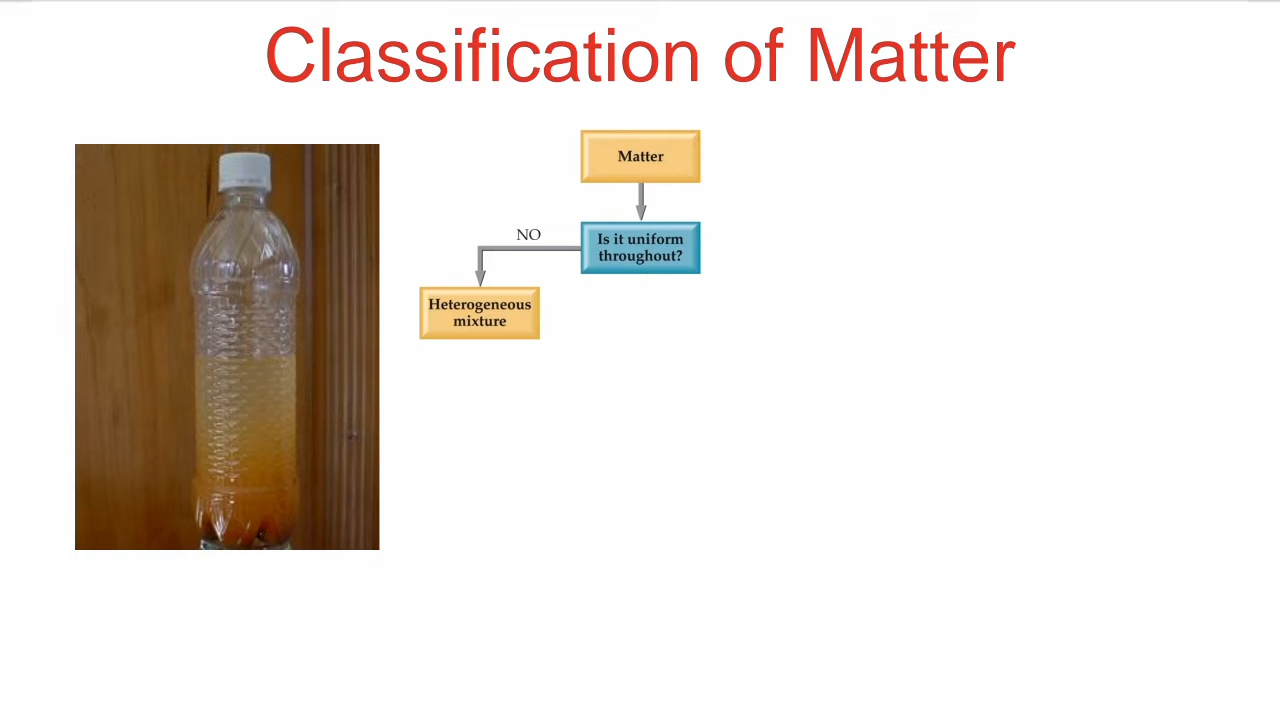 Classification of Matter
Matter
Is it uniform
throughout?
NO
Heterogeneous
mixture